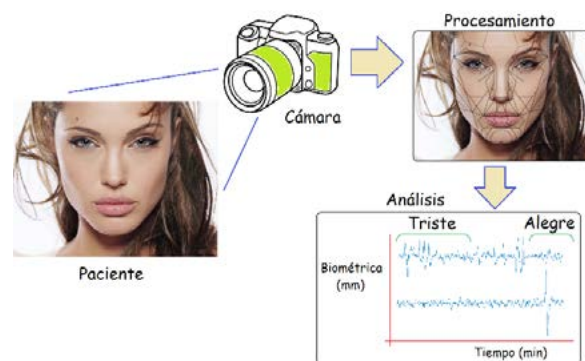 Procesamiento
Cámara
Paciente
Análisis
Triste
Alegre
Biométrica
(mm)
Tiempo (min)